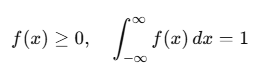 f(x) ≥ 0, ∫_{-∞}^{∞} f(x) dx = 1